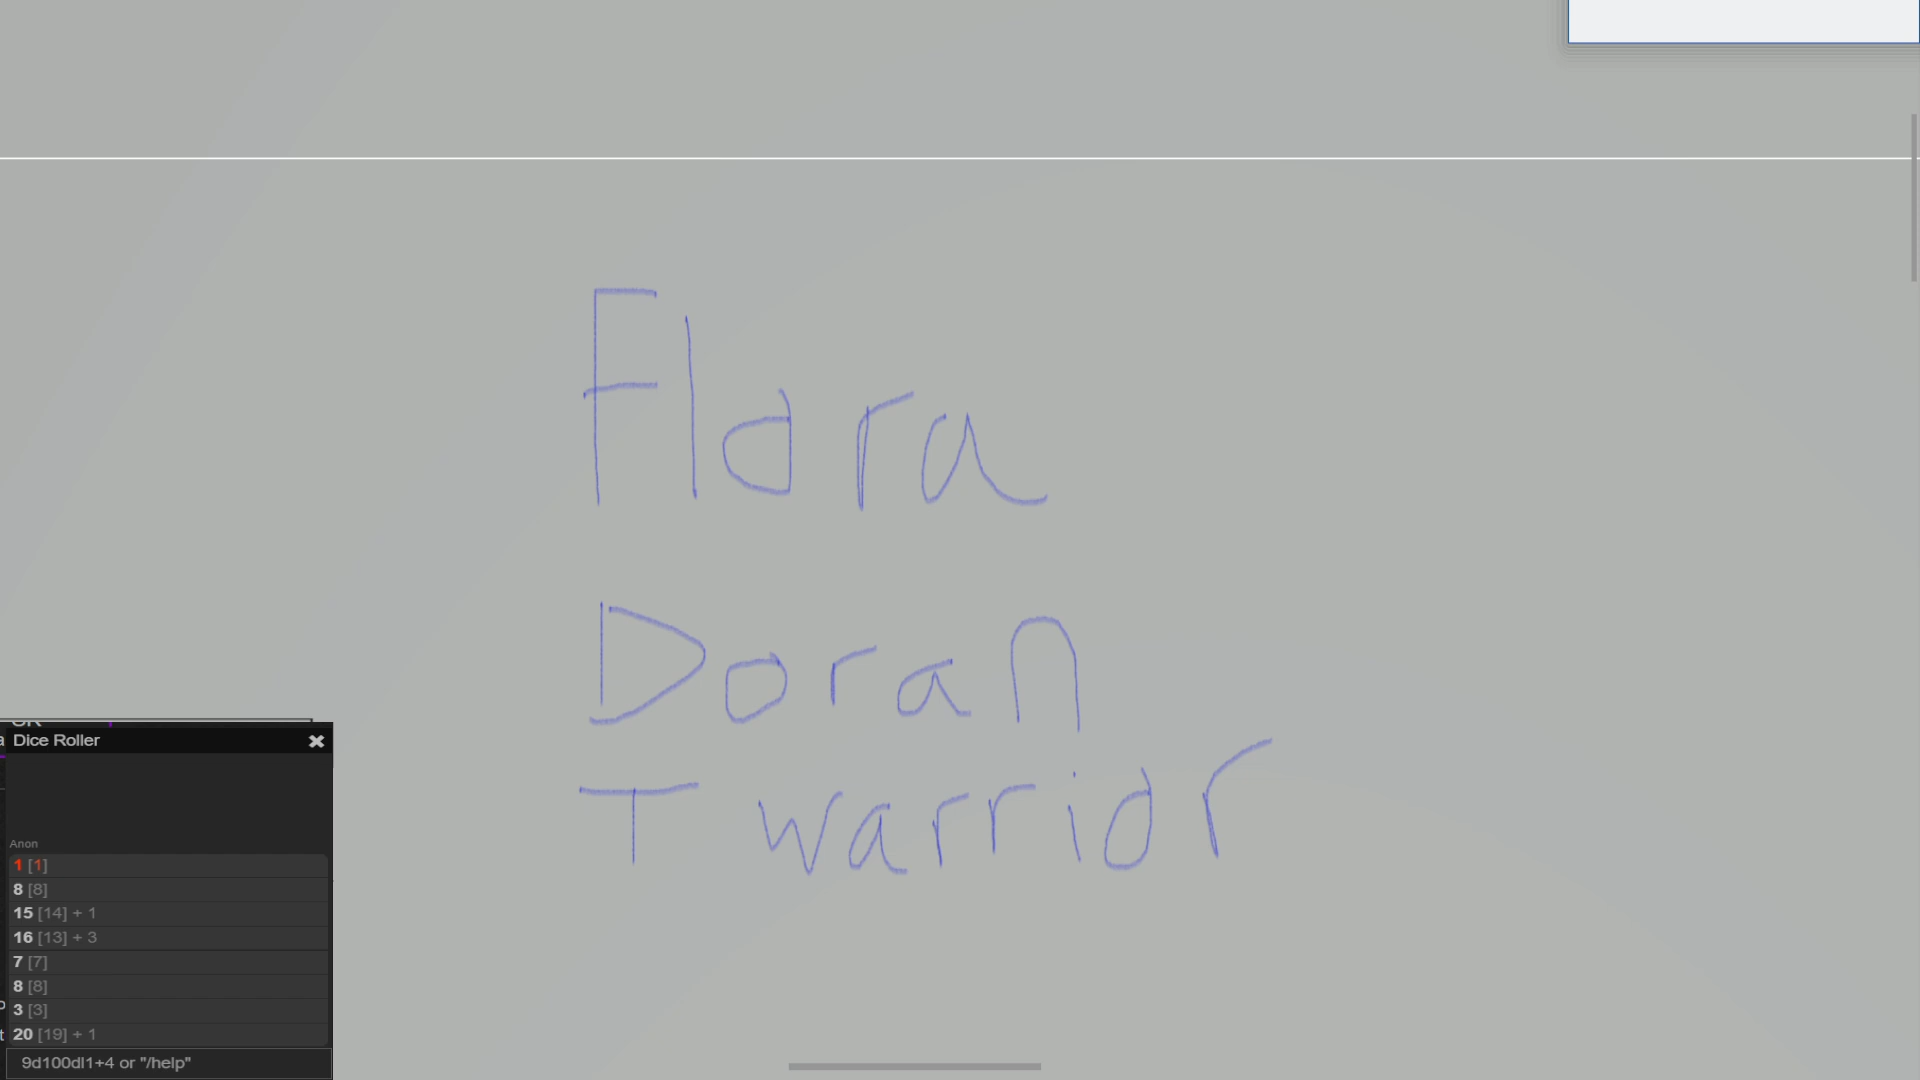 Flora
Doran
T warrior
Dice Roller
Anon
1 [1]
8 [8]
15 [14] + 1
16 [13] + 3
7 [7]
8 [8]
3 [3]
20 [19] + 1
9d100dl1+4 or "/help"